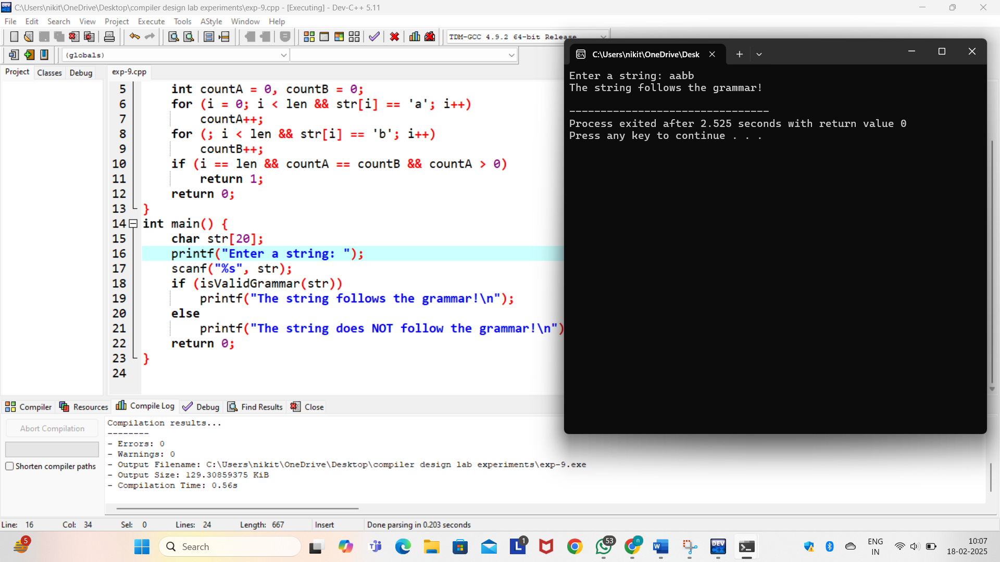 C:\Users\nikit\OneDrive\Desktop\compiler design lab experiments\exp-9.cpp - [Executing] - Dev-C++ 5.11
File Edit Search View Project Execute Tools AStyle Window Help
TDM-GCC 4.9.2 64-bit Release
(globals)
Project Classes Debug
exp-9.cpp
5 int countA = 0, countB = 0;
6 for (i = 0; i < len && str[i] == 'a'; i++)
7 countA++;
8 for (; i < len && str[i] == 'b'; i++)
9 countB++;
10 if (i == len && countA == countB && countA > 0)
11 return 1;
12 return 0;
13 }
14 int main() {
15 char str[20];
16 printf("Enter a string: ");
17 scanf("%s", str);
18 if (isValidGrammar(str))
19 printf("The string follows the grammar!\n");
20 else
21 printf("The string does NOT follow the grammar!\n")
22 return 0;
23 }
24
C:\Users\nikit\OneDrive\Desk
Enter a string: aabb
The string follows the grammar!
--------------------------------
Process exited after 2.525 seconds with return value 0
Press any key to continue . . .
Compiler Resources Compile Log Debug Find Results Close
Abort Compilation
Shorten compiler paths
Compilation results...
--------
- Errors: 0
- Warnings: 0
- Output Filename: C:\Users\nikit\OneDrive\Desktop\compiler design lab experiments\exp-9.exe
- Output Size: 129.30859375 KiB
- Compilation Time: 0.56s
Line: 16 Col: 34 Sel: 0 Lines: 24 Length: 667 Insert Done parsing in 0.203 seconds
5
Search
1
53
n
DEV
ENG
IN
10:07
18-02-2025